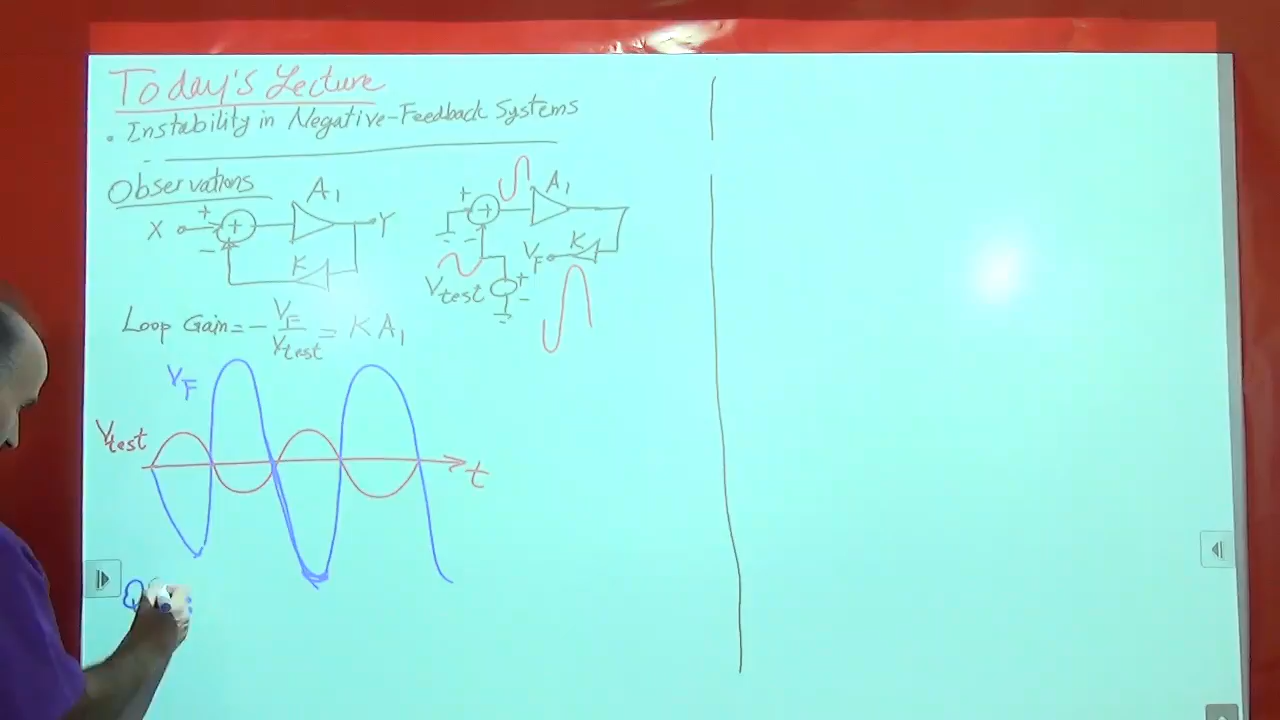 Today's Lecture
• Instability in Negative-Feedback Systems
Observations
X + − + A1 K Y
+ − + A1 K VF Vtest + −
Loop Gain = − VF / Vtest = K A1
VF
Vtest
t
Q